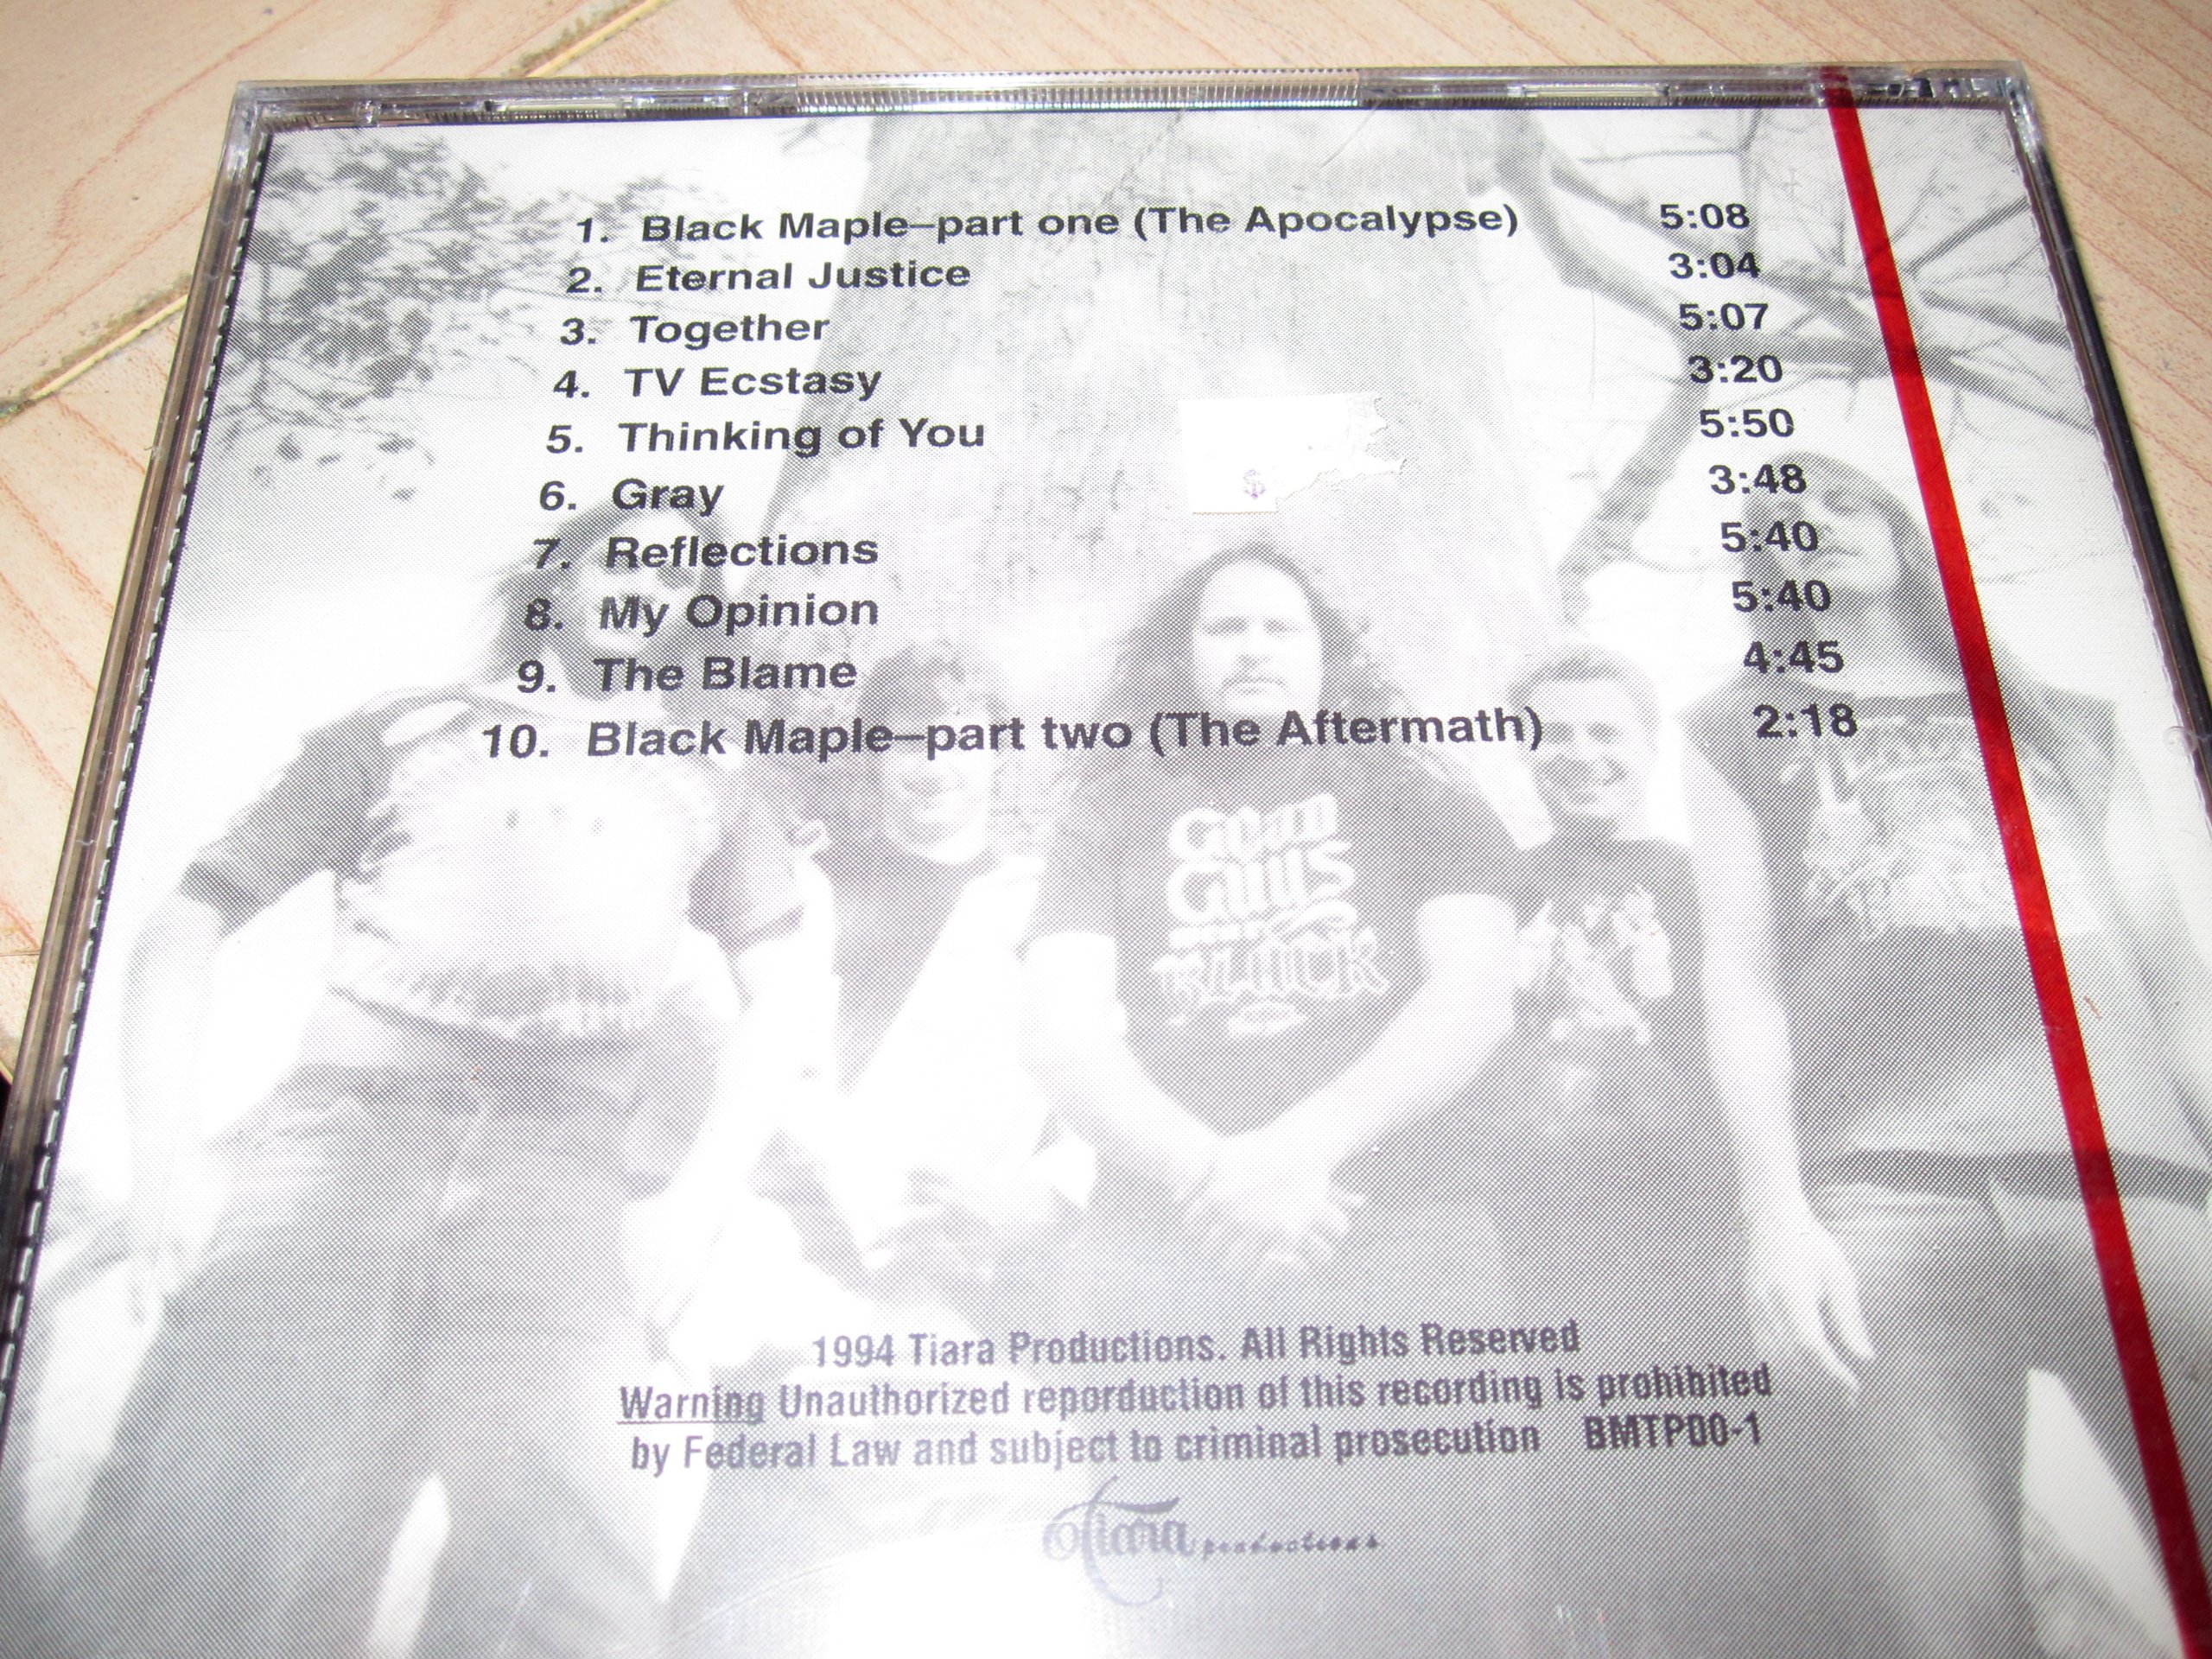 1. Black Maple–part one (The Apocalypse) 5:08
2. Eternal Justice 3:04
3. Together 5:07
4. TV Ecstasy 3:20
5. Thinking of You 5:50
6. Gray 3:48
7. Reflections 5:40
8. My Opinion 5:40
9. The Blame 4:45
10. Black Maple–part two (The Aftermath) 2:18
$
1994 Tiara Productions. All Rights Reserved
Warning Unauthorized reporduction of this recording is prohibited
by Federal Law and subject to criminal prosecution BMTP00-1
Tiara productions